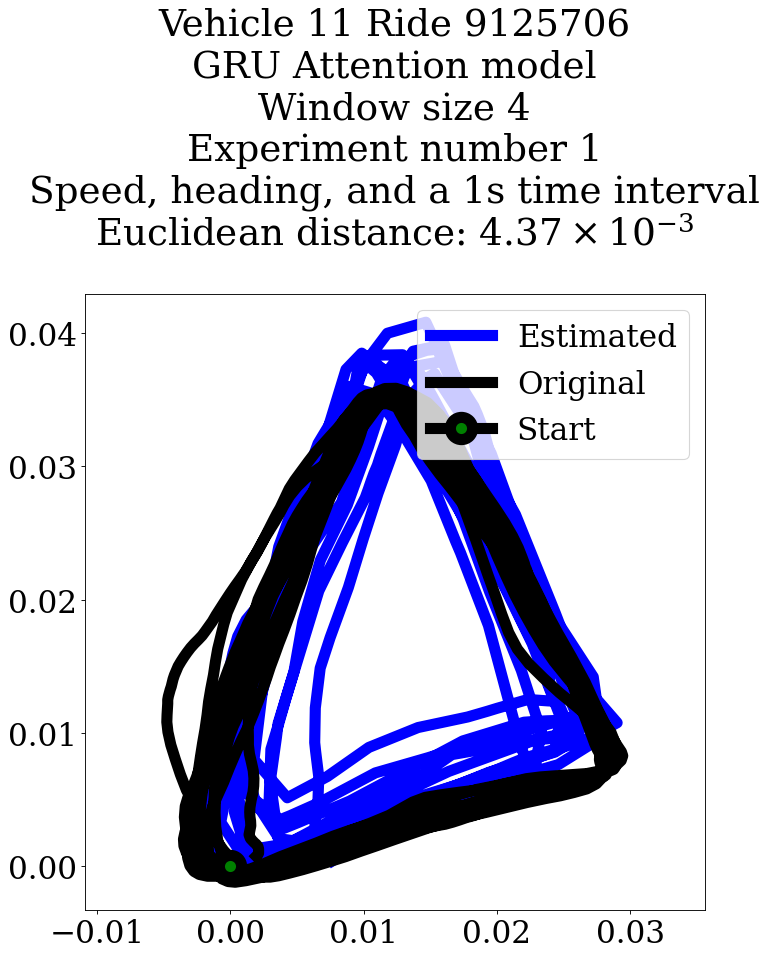 Vehicle 11 Ride 9125706
GRU Attention model
Window size 4
Experiment number 1
Speed, heading, and a 1s time interval
Euclidean distance: 4.37 × 10⁻³
Estimated
Original
Start
0.04
0.03
0.02
0.01
0.00
−0.01 0.00 0.01 0.02 0.03